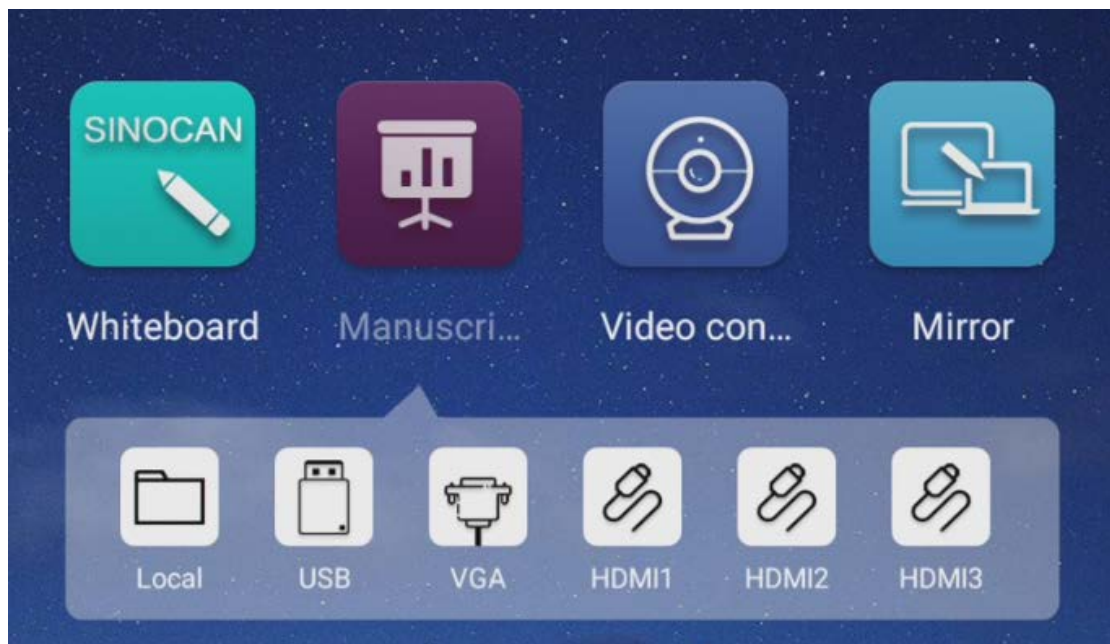 SINOCAN
Whiteboard Manuscri... Video con... Mirror
Local USB VGA HDMI1 HDMI2 HDMI3